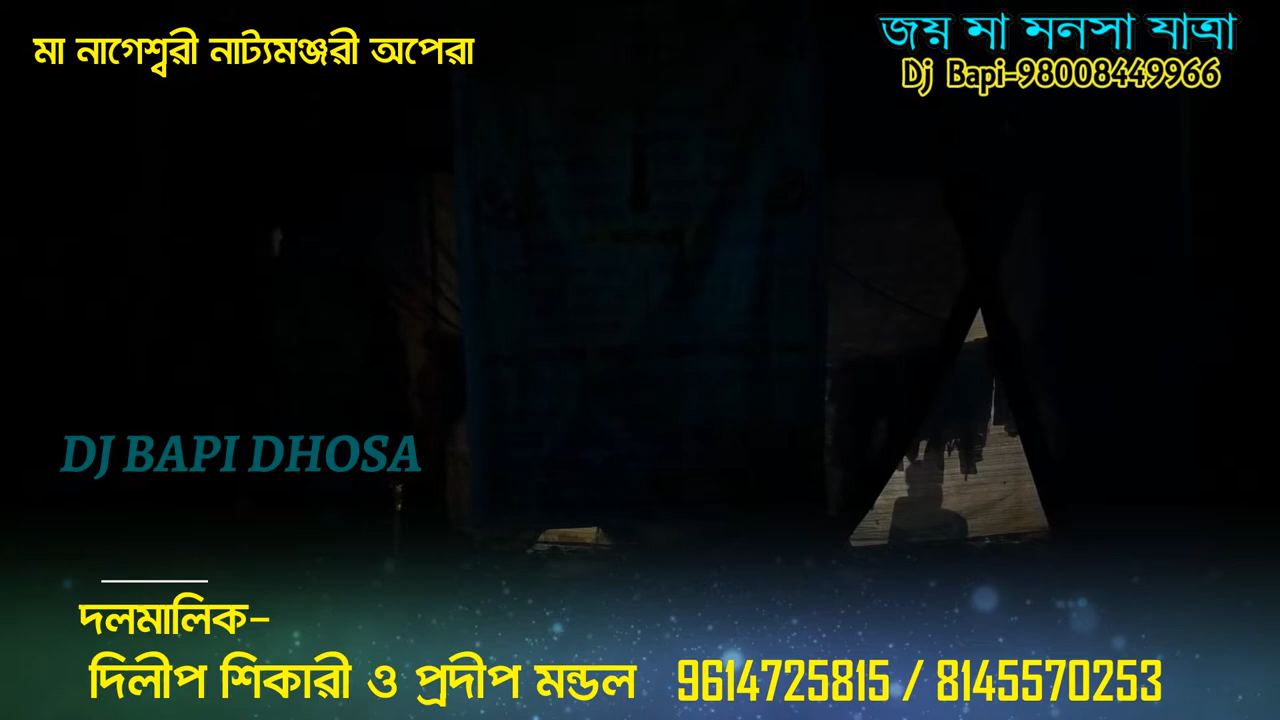 মা নাগেশ্বরী নাট্যমঞ্জরী অপেরা
জয় মা মনসা যাত্রা
Dj Bapi-98008449966
DJ BAPI DHOSA
দলমালিক-
দিলীপ শিকারী ও প্রদীপ মন্ডল 9614725815 / 8145570253